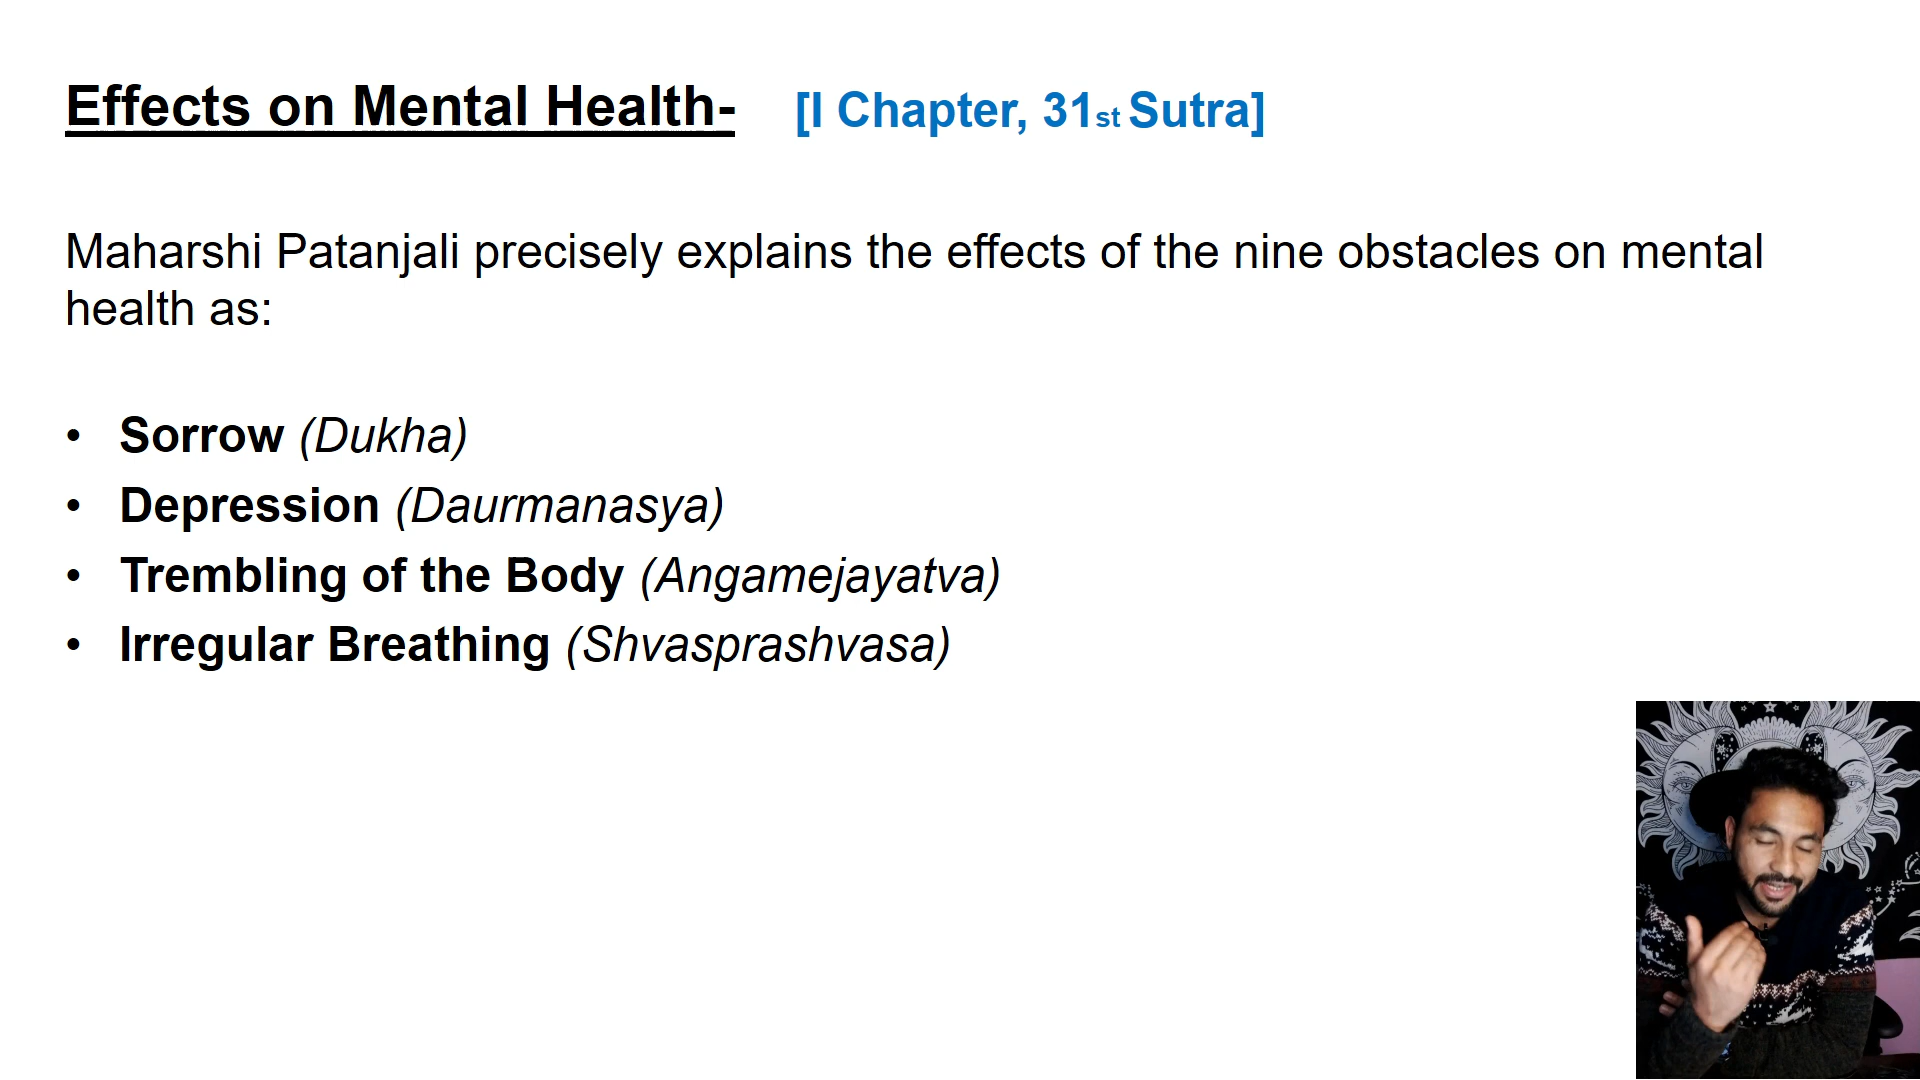 Effects on Mental Health- [I Chapter, 31st Sutra]
Maharshi Patanjali precisely explains the effects of the nine obstacles on mental
health as:
• Sorrow (Dukha)
• Depression (Daurmanasya)
• Trembling of the Body (Angamejayatva)
• Irregular Breathing (Shvasprashvasa)